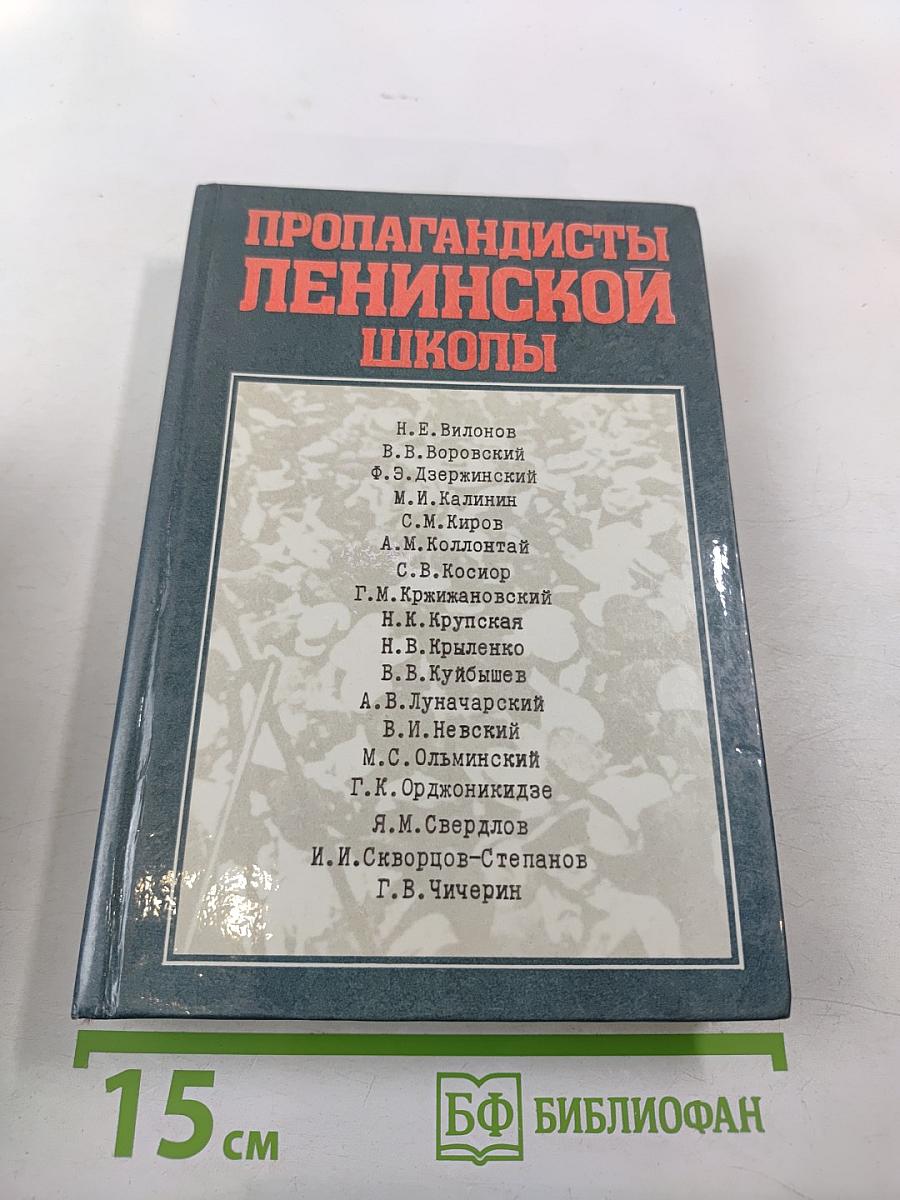 ПРОПАГАНДИСТЫ
ЛЕНИНСКОЙ
ШКОЛЫ
Н.Е.Вилонов
В.В.Воровский
Ф.Э.Дзержинский
М.И.Калинин
С.М.Киров
А.М.Коллонтай
С.В.Косиор
Г.М.Кржижановский
Н.К.Крупская
Н.В.Крыленко
В.В.Куйбышев
А.В.Луначарский
В.И.Невский
М.С.Ольминский
Г.К.Орджоникидзе
Я.М.Свердлов
И.И.Скворцов-Степанов
Г.В.Чичерин
15 см
БФ БИБЛИОФАН